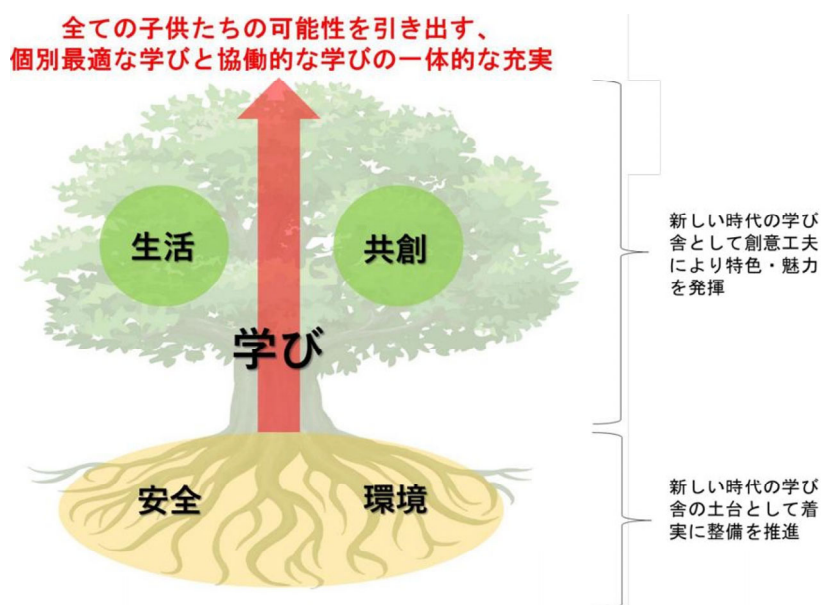 全ての子供たちの可能性を引き出す、
個別最適な学びと協働的な学びの一体的な充実
生活
共創
学び
新しい時代の学び
舎として創意工夫
により特色・魅力
を発揮
安全
環境
新しい時代の学び
舎の土台として着
実に整備を推進